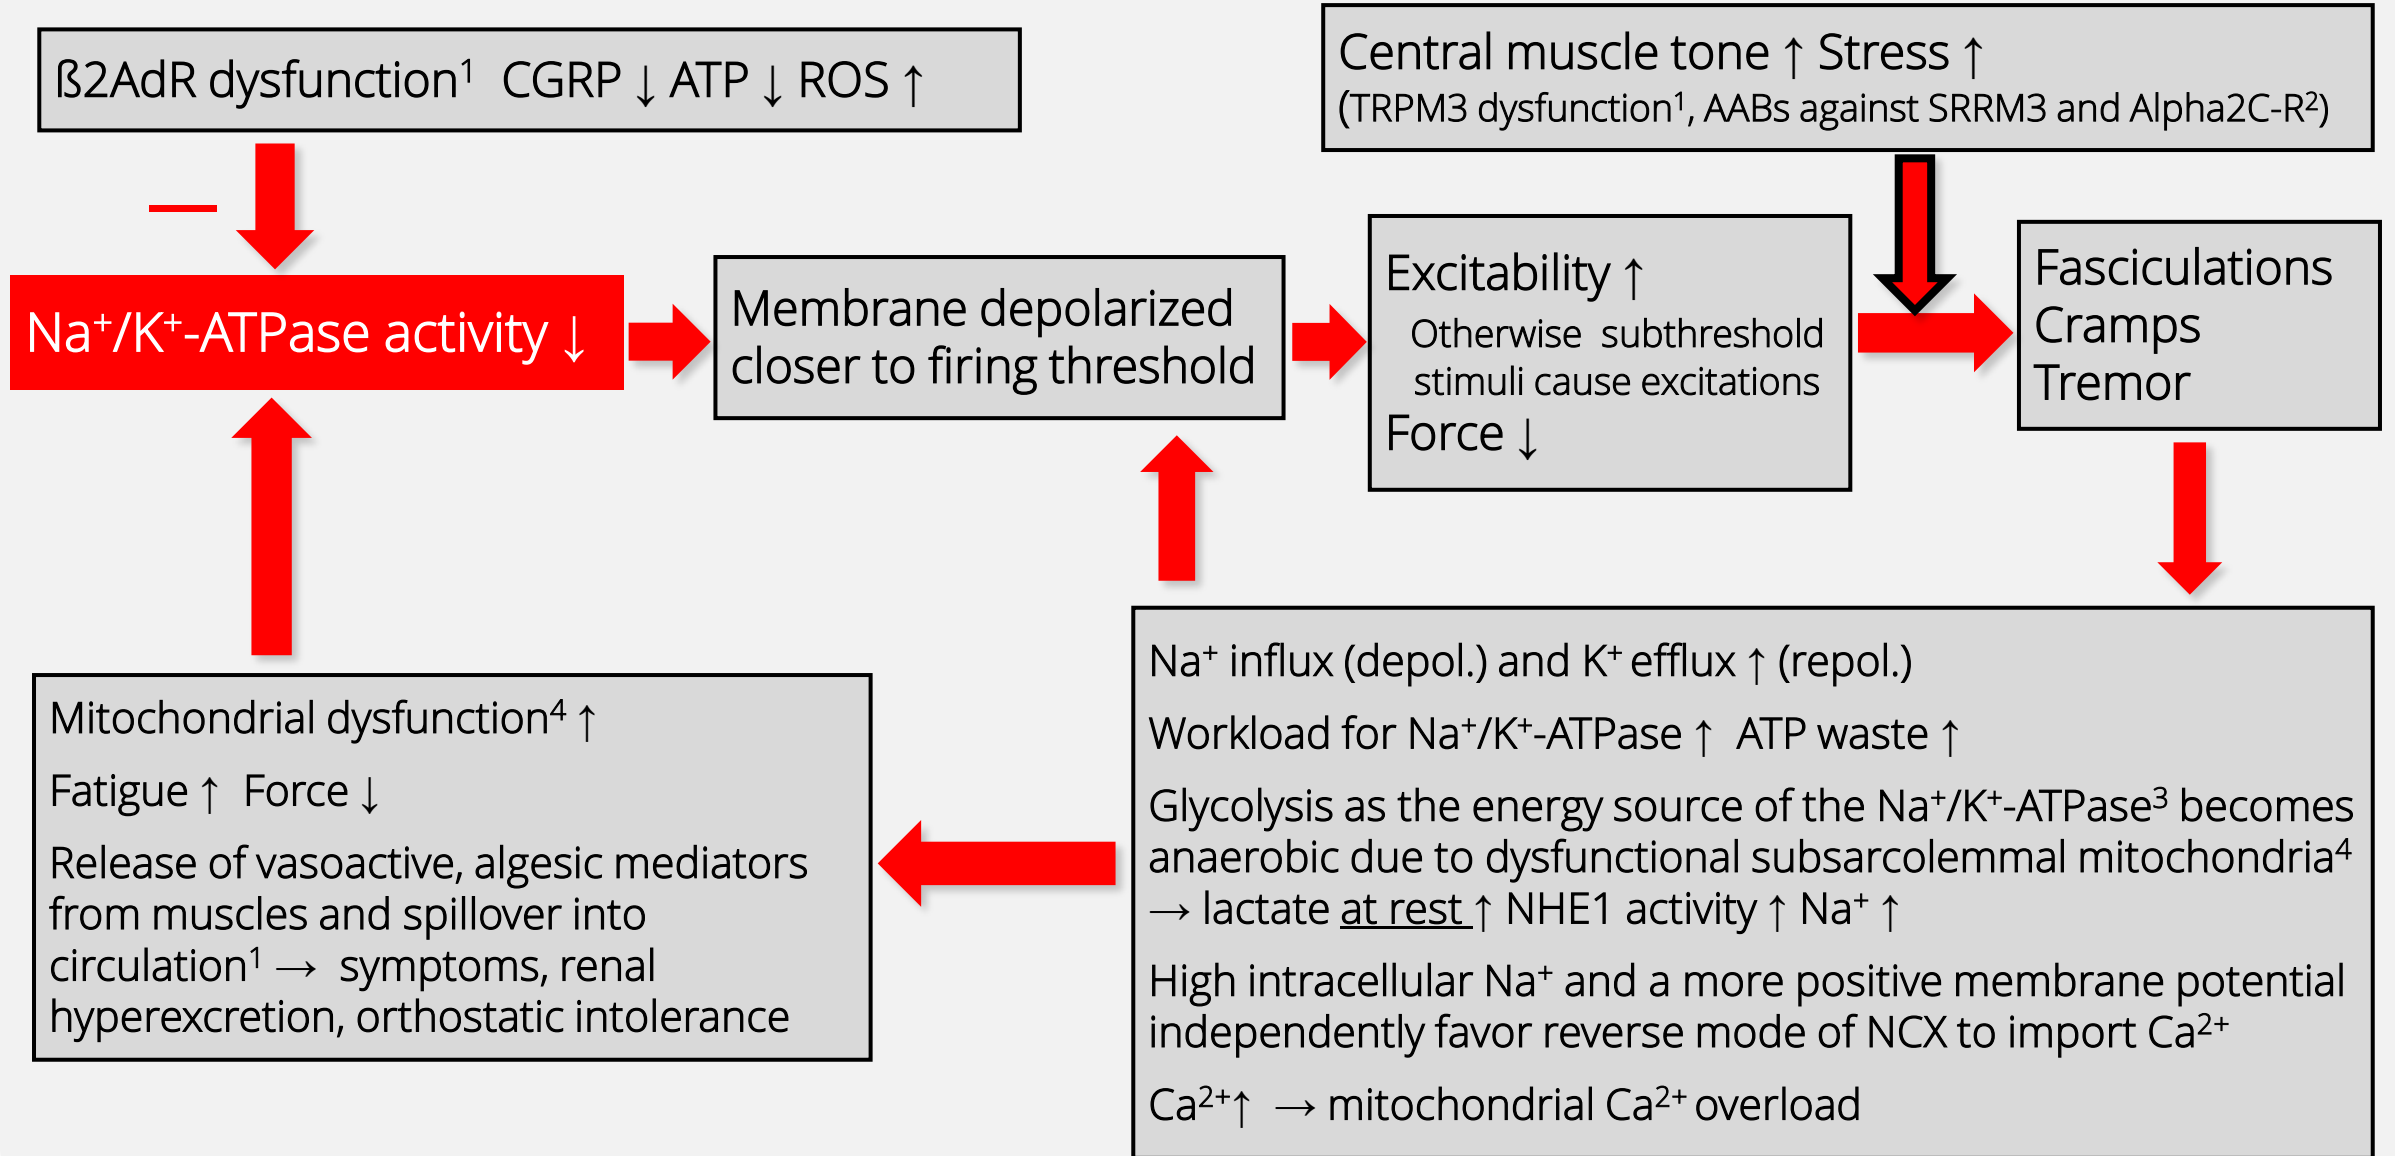 ß2AdR dysfunction¹ CGRP ↓ ATP ↓ ROS ↑
Central muscle tone ↑ Stress ↑
(TRPM3 dysfunction¹, AABs against SRRM3 and Alpha2C-R²)
Na⁺/K⁺-ATPase activity ↓
Membrane depolarized
closer to firing threshold
Excitability ↑
Otherwise subthreshold
stimuli cause excitations
Force ↓
Fasciculations
Cramps
Tremor
Na⁺ influx (depol.) and K⁺ efflux ↑ (repol.)
Workload for Na⁺/K⁺-ATPase ↑ ATP waste ↑
Glycolysis as the energy source of the Na⁺/K⁺-ATPase³ becomes
anaerobic due to dysfunctional subsarcolemmal mitochondria⁴
→ lactate at rest ↑ NHE1 activity ↑ Na⁺ ↑
High intracellular Na⁺ and a more positive membrane potential
independently favor reverse mode of NCX to import Ca²⁺
Ca²⁺↑ → mitochondrial Ca²⁺ overload
Mitochondrial dysfunction⁴ ↑
Fatigue ↑ Force ↓
Release of vasoactive, algesic mediators
from muscles and spillover into
circulation¹ → symptoms, renal
hyperexcretion, orthostatic intolerance